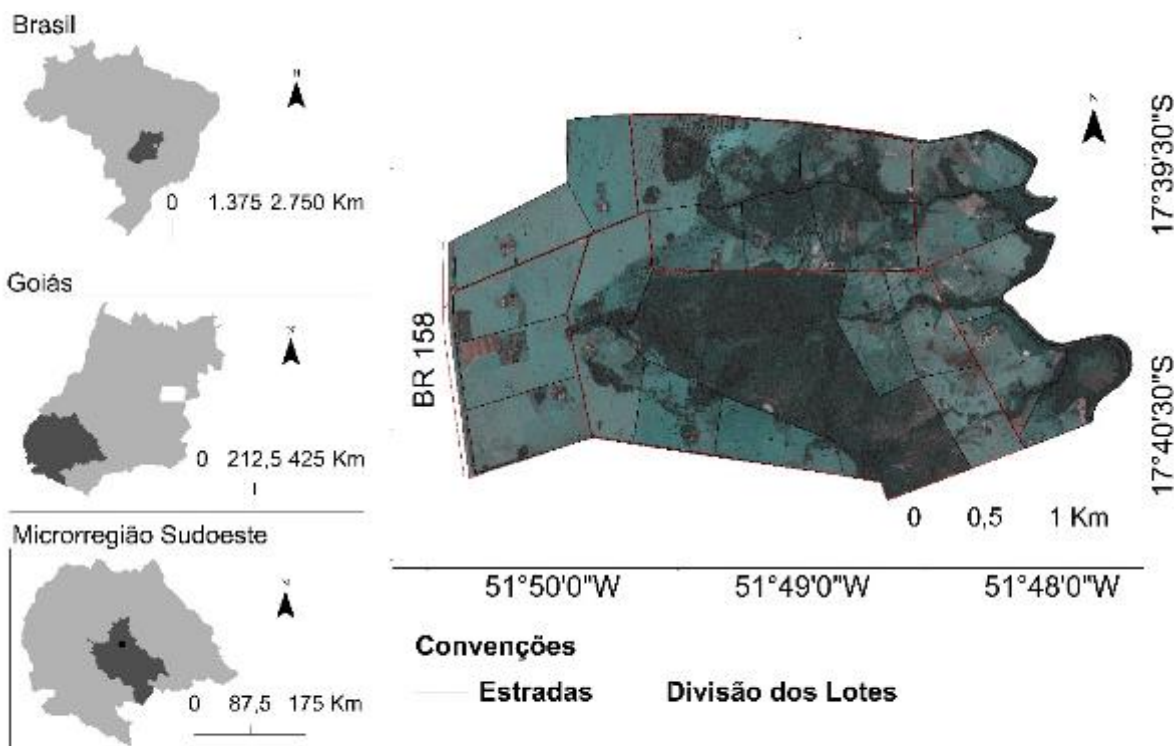 Brasil
N
0 1.375 2.750 Km
Goiás
0 212,5 425 Km
Microrregião Sudoeste
0 87,5 175 Km
BR 158
N
17°39'30"S
17°40'30"S
0 0,5 1 Km
51°50'0"W 51°49'0"W 51°48'0"W
Convenções
Estradas Divisão dos Lotes